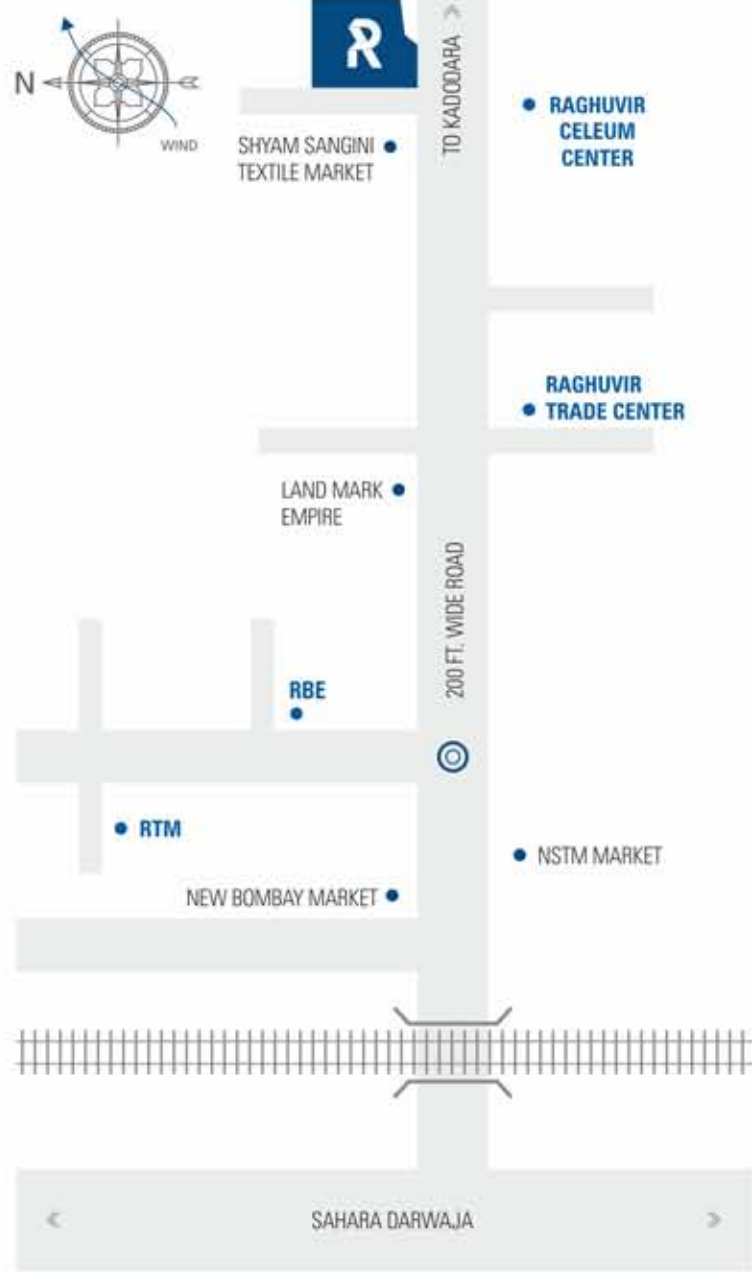 R
N
WIND
SHYAM SANGINI
TEXTILE MARKET
TO KADODARA
RAGHUVIR
CELEUM
CENTER
RAGHUVIR
TRADE CENTER
LAND MARK
EMPIRE
200 FT. WIDE ROAD
RBE
RTM
NSTM MARKET
NEW BOMBAY MARKET
SAHARA DARWAJA